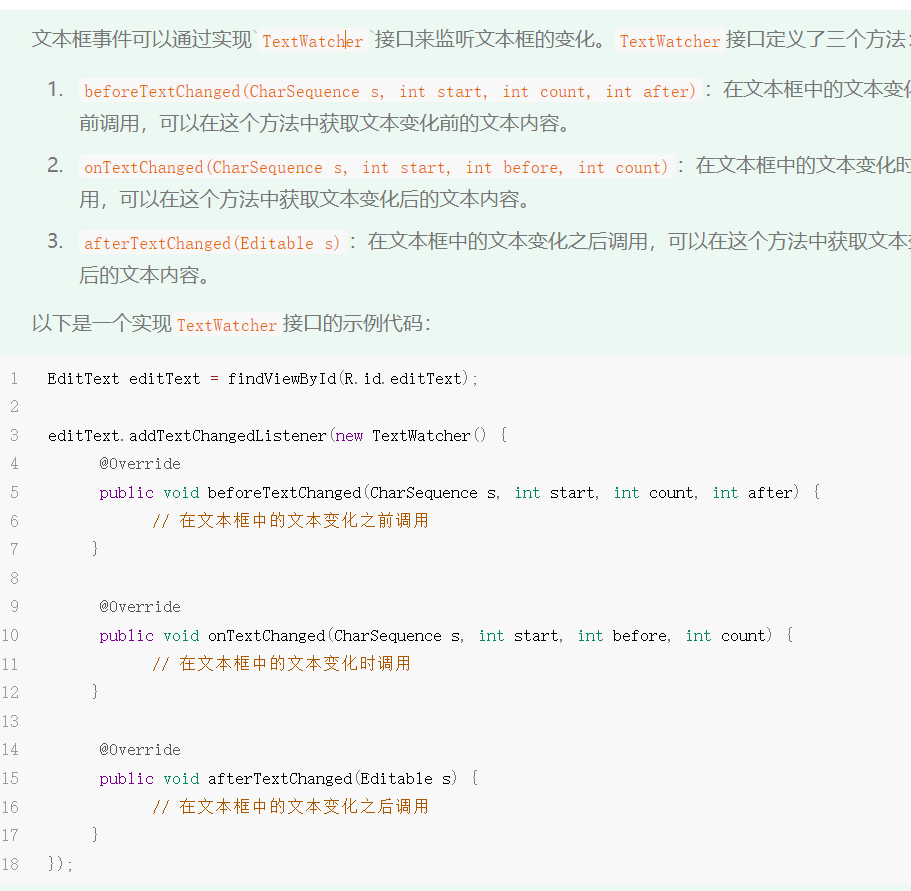 文本框事件可以通过实现`TextWatcher`接口来监听文本框的变化。TextWatcher 接口定义了三个方法：
1. beforeTextChanged(CharSequence s, int start, int count, int after)：在文本框中的文本变
前调用，可以在这个方法中获取文本变化前的文本内容。
2. onTextChanged(CharSequence s, int start, int before, int count)：在文本框中的文本变化时
用，可以在这个方法中获取文本变化后的文本内容。
3. afterTextChanged(Editable s)：在文本框中的文本变化之后调用，可以在这个方法中获取文本
后的文本内容。
以下是一个实现 TextWatcher 接口的示例代码：
1 EditText editText = findViewById(R.id.editText);
2
3 editText.addTextChangedListener(new TextWatcher() {
4 @Override
5 public void beforeTextChanged(CharSequence s, int start, int count, int after) {
6 // 在文本框中的文本变化之前调用
7 }
8
9 @Override
10 public void onTextChanged(CharSequence s, int start, int before, int count) {
11 // 在文本框中的文本变化时调用
12 }
13
14 @Override
15 public void afterTextChanged(Editable s) {
16 // 在文本框中的文本变化之后调用
17 }
18 });